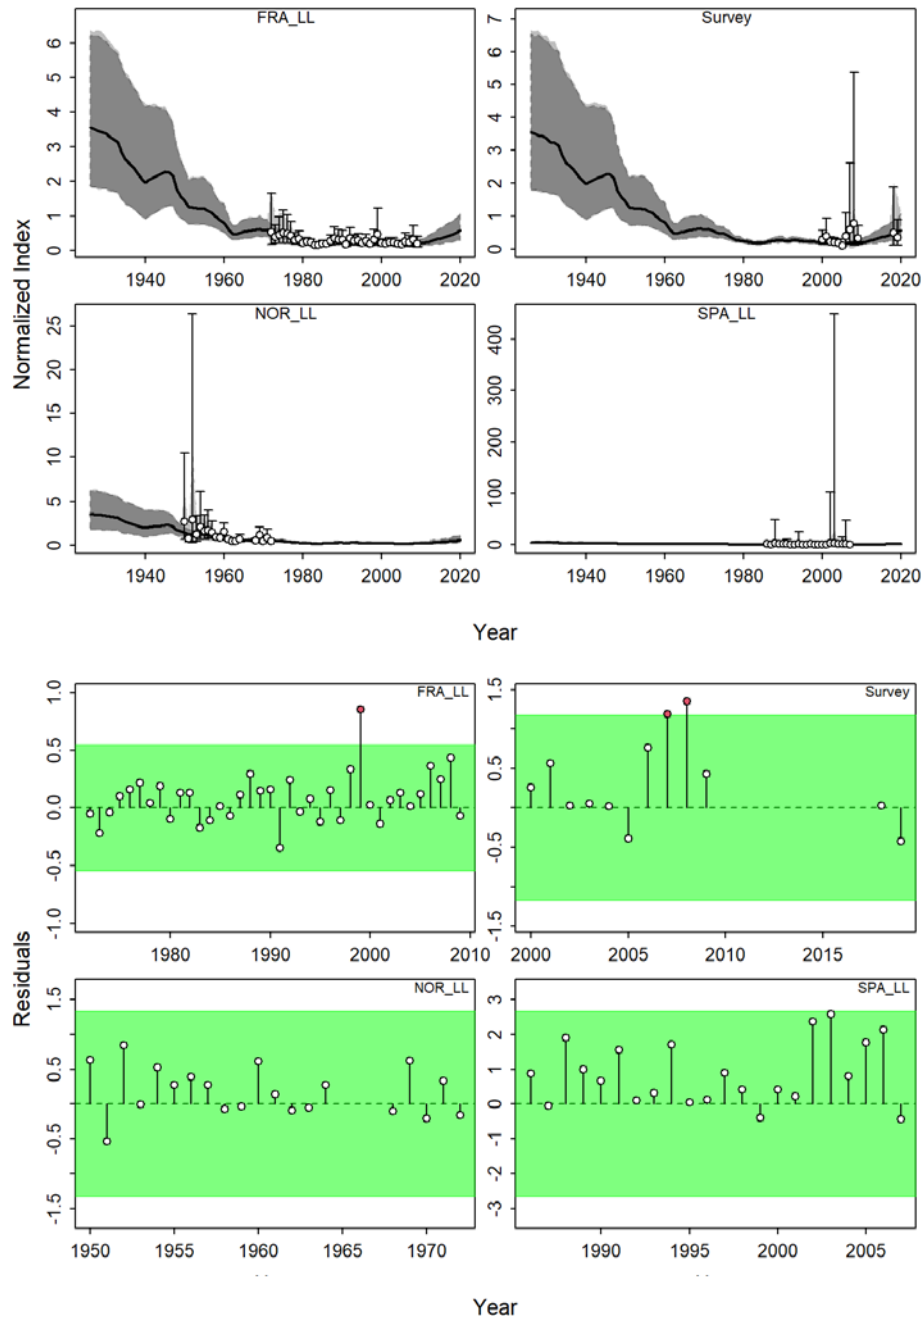 FRA_LL
Survey
0 1 2 3 4 5 6
0 1 2 3 4 5 6 7
1940 1960 1980 2000 2020
1940 1960 1980 2000 2020
Normalized Index
NOR_LL
SPA_LL
0 5 10 15 20 25
0 100 200 300 400
1940 1960 1980 2000 2020
1940 1960 1980 2000 2020
Year
FRA_LL
Survey
-1.0 -0.5 0.0 0.5 1.0
-1.5 -0.5 0.5 1.5
1980 1990 2000 2010
2000 2005 2010 2015
Residuals
NOR_LL
SPA_LL
-1.5 -0.5 0.5 1.5
-3 -2 -1 0 1 2 3
1950 1955 1960 1965 1970
1990 1995 2000 2005
Year